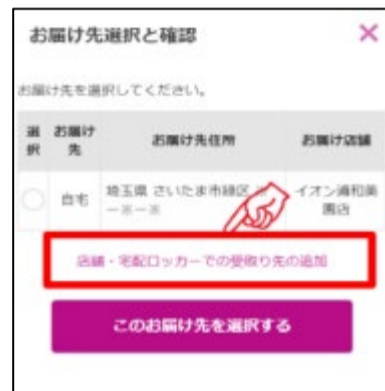 お届け先選択と確認
お届け先を選択してください。
選択 お届け先 お届け先住所 お届け店舗
自宅 埼玉県 さいたま市緑区 イオン浦和美園店
店舗・宅配ロッカーでの受取り先の追加
このお届け先を選択する